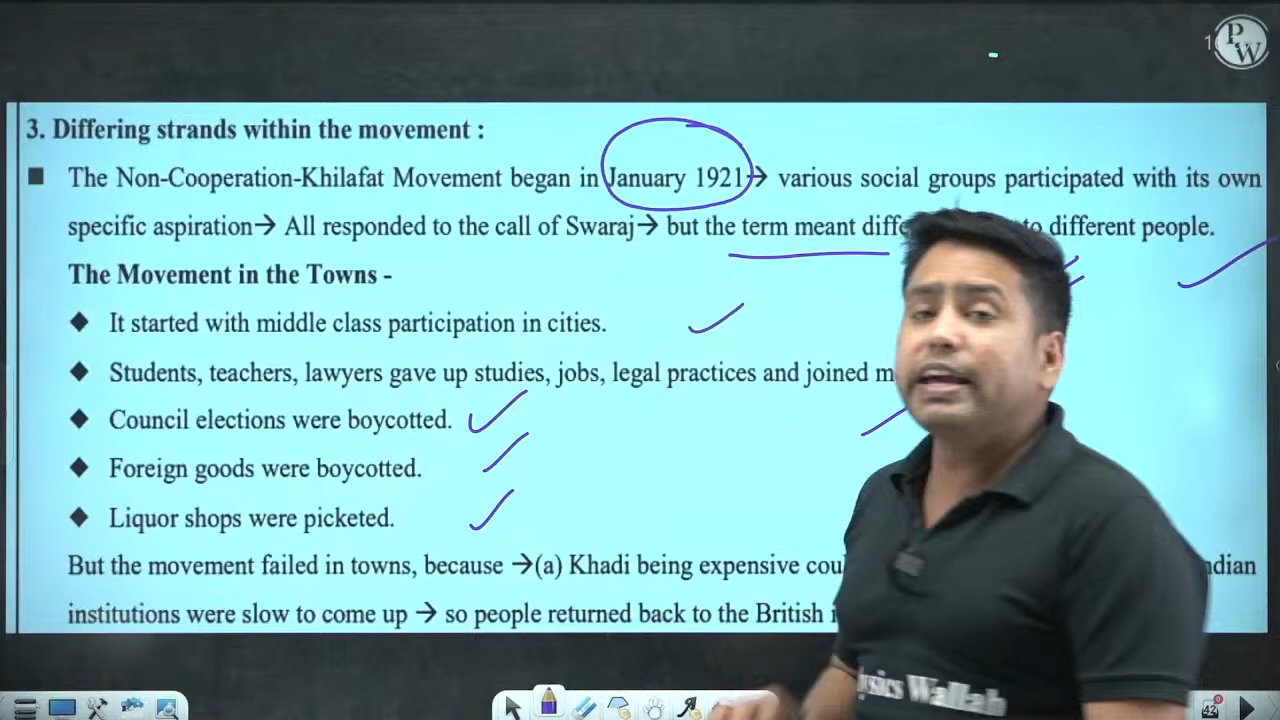 PW
1
3. Differing strands within the movement :
The Non-Cooperation-Khilafat Movement began in January 1921→ various social groups participated with its own
specific aspiration→ All responded to the call of Swaraj→ but the term meant to different people.
The Movement in the Towns -
It started with middle class participation in cities.
Students, teachers, lawyers gave up studies, jobs, legal practices and joined
Council elections were boycotted.
Foreign goods were boycotted.
Liquor shops were picketed.
But the movement failed in towns, because →(a) Khadi being expensive
institutions were slow to come up → so people returned back to the British
Wallah
42